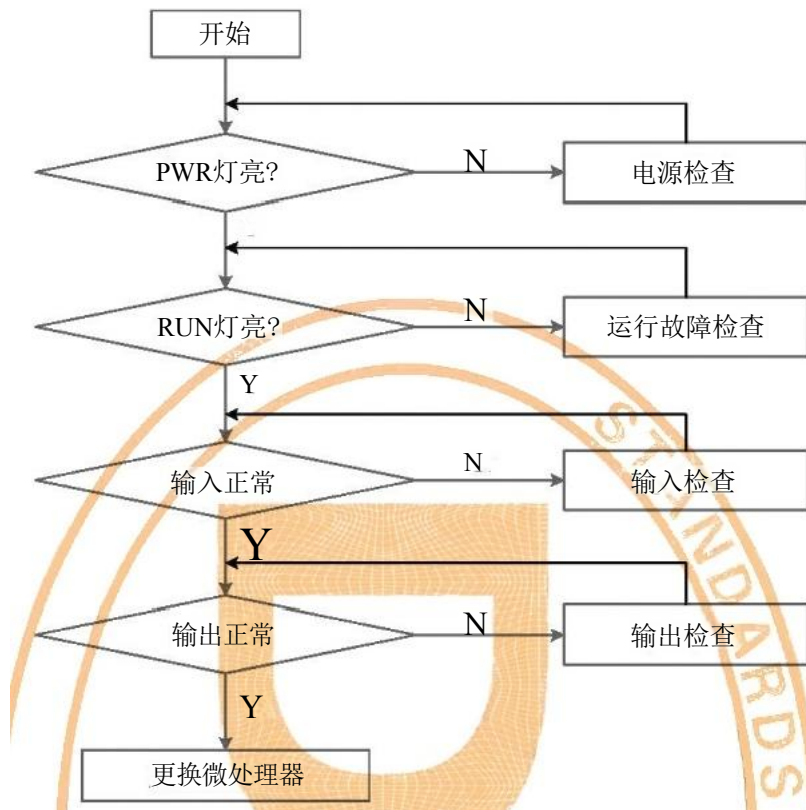 开始
PWR灯亮?
N
电源检查
RUN灯亮?
N
运行故障检查
Y
输入正常
N
输入检查
Y
输出正常
N
输出检查
Y
更换微处理器
STANDARDS